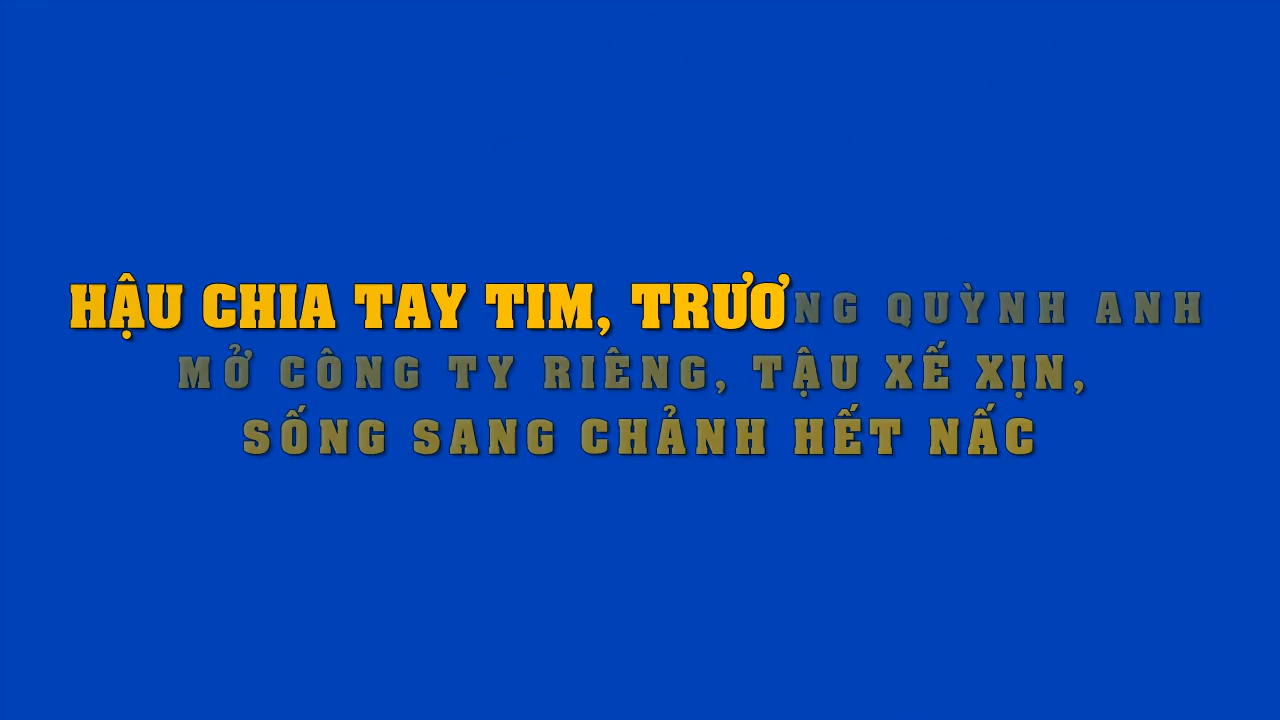 HẬU CHIA TAY TIM, TRƯƠNG QUỲNH ANH
MỞ CÔNG TY RIÊNG, TẬU XẾ XỊN,
SỐNG SANG CHẢNH HẾT NẤC